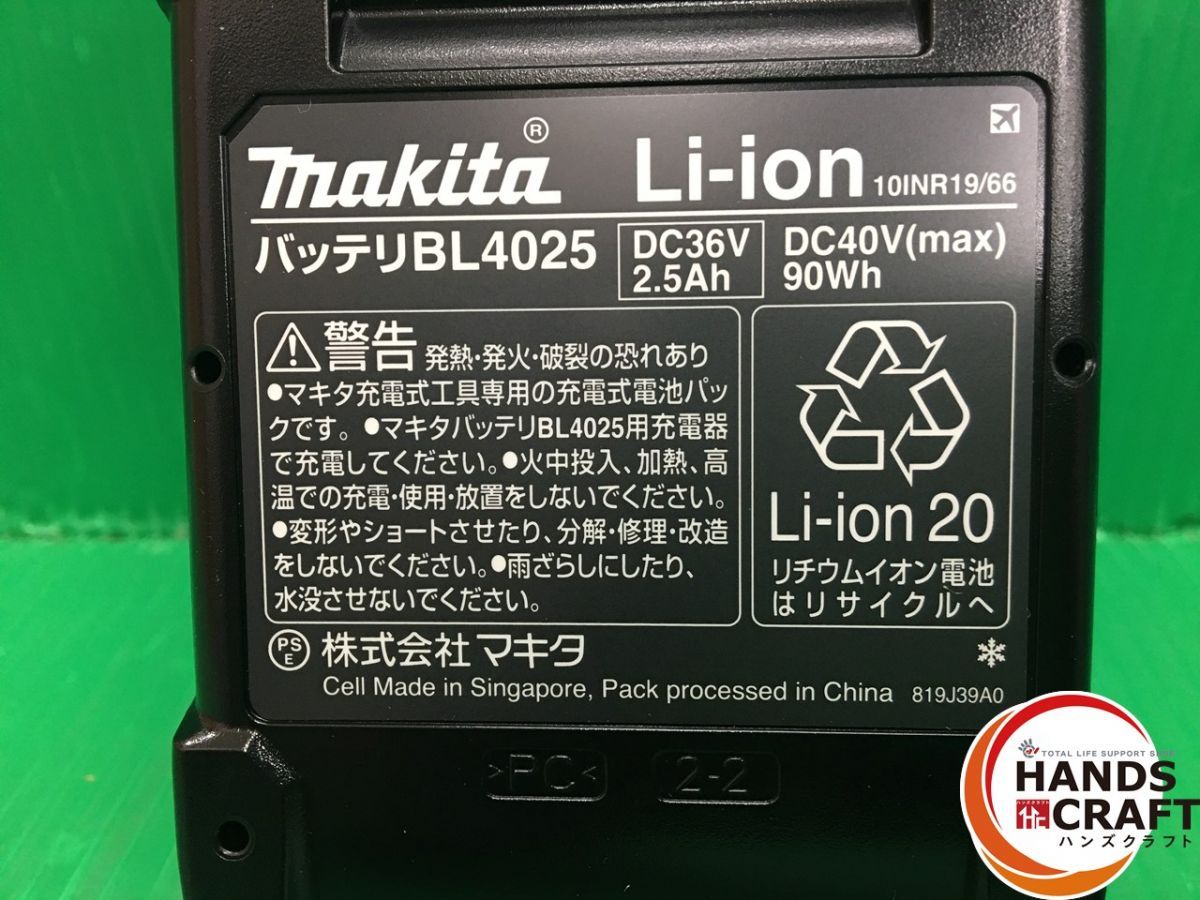 makita®
Li-ion 10INR19/66
バッテリBL4025
DC36V
2.5Ah
DC40V(max)
90Wh
警告 発熱・発火・破裂の恐れあり
●マキタ充電式工具専用の充電式電池パッ
クです。●マキタバッテリBL4025用充電器
で充電してください。●火中投入、加熱、高
温での充電・使用・放置をしないでください。
●変形やショートさせたり、分解・修理・改造
をしないでください。●雨ざらしにしたり、
水没させないでください。
Li-ion 20
リチウムイオン電池
はリサイクルへ
PS
E
株式会社マキタ
Cell Made in Singapore, Pack processed in China 819J39A0
>PC<
2-2
TOTAL LIFE SUPPORT SHOP
HANDS
ハンズクラフト
CRAFT
ハンズクラフト